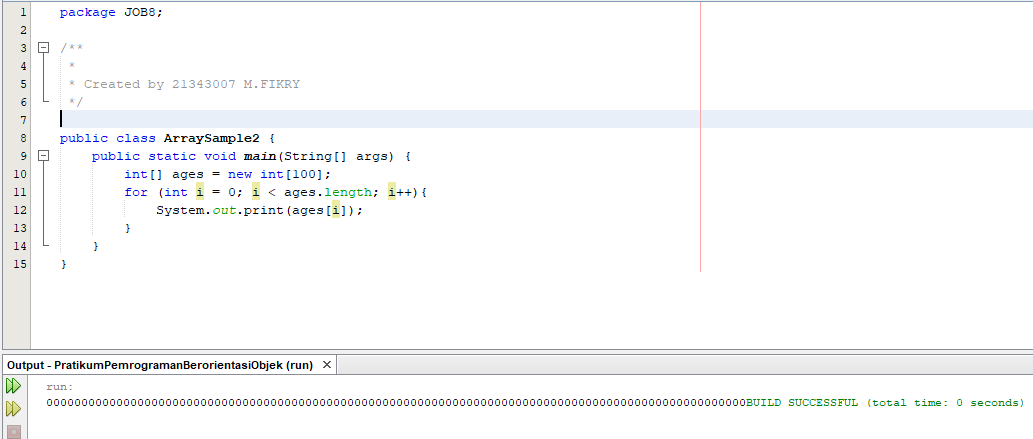 1 package JOB8;
2
3 /**
4 *
5 * Created by 21343007 M.FIKRY
6 */
7
8 public class ArraySample2 {
9 public static void main(String[] args) {
10 int[] ages = new int[100];
11 for (int i = 0; i < ages.length; i++){
12 System.out.print(ages[i]);
13 }
14 }
15 }
Output - PratikumPemrogramanBerorientasiObjek (run) ×
run:
0000000000000000000000000000000000000000000000000000000000000000000000000000000000000000000000000000BUILD SUCCESSFUL (total time: 0 seconds)